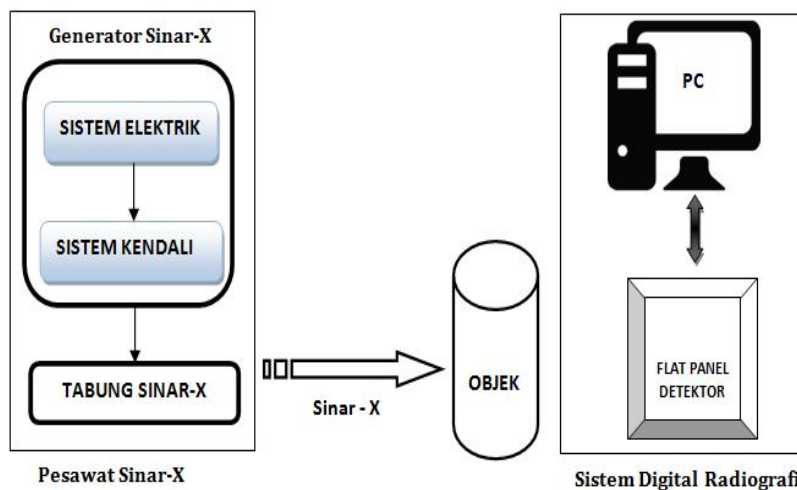 Generator Sinar-X
SISTEM ELEKTRIK
SISTEM KENDALI
TABUNG SINAR-X
Pesawat Sinar-X
Sinar - X
OBJEK
PC
FLAT PANEL
DETEKTOR
Sistem Digital Radiografi